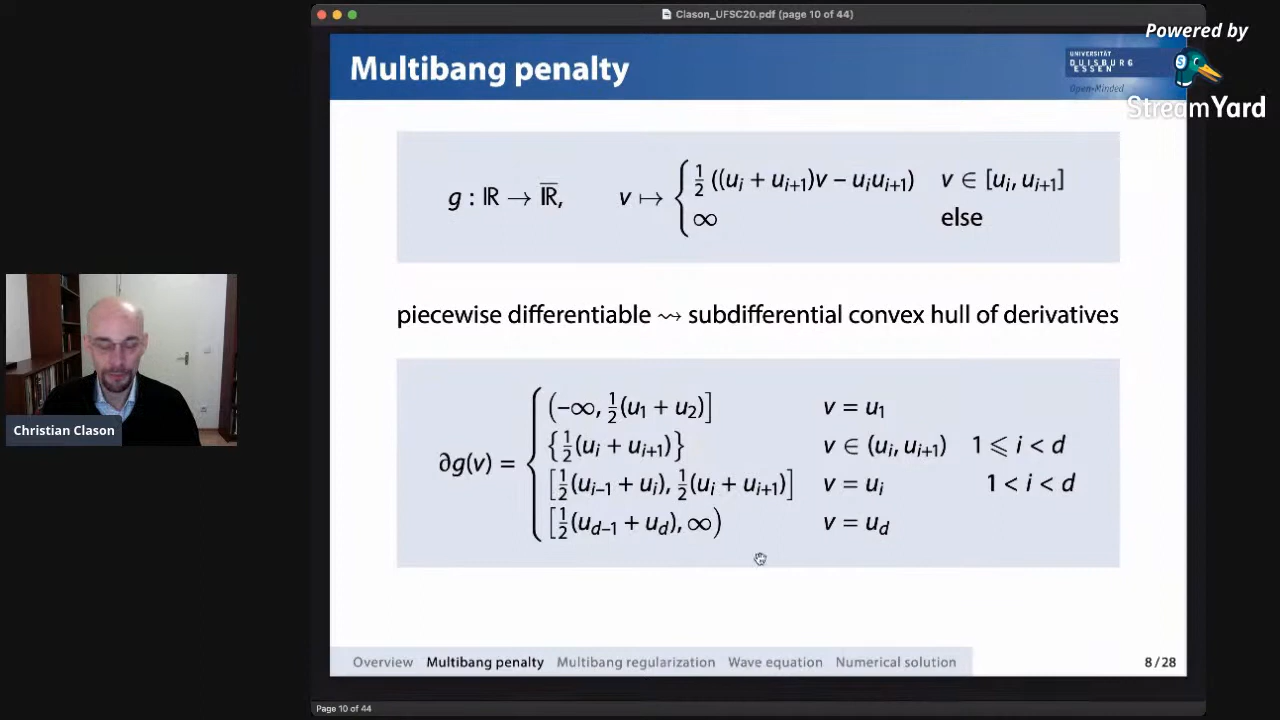 Clason_UFSC20.pdf (page 10 of 44)
Powered by
StreamYard
Multibang penalty
UNIVERSITÄT
DUISBURG
ESSEN
Open-Minded
g : ℝ → ℝ̅, v ↦ { ½ ((uᵢ + uᵢ₊₁)v – uᵢuᵢ₊₁) v ∈ [uᵢ, uᵢ₊₁]
∞ else
piecewise differentiable ⇝ subdifferential convex hull of derivatives
∂g(v) = { (–∞, ½(u₁ + u₂)] v = u₁
{½(uᵢ + uᵢ₊₁)} v ∈ (uᵢ, uᵢ₊₁) 1 ⩽ i < d
[½(uᵢ₋₁ + uᵢ), ½(uᵢ + uᵢ₊₁)] v = uᵢ 1 < i < d
[½(u_{d–1} + u_d), ∞) v = u_d
Christian Clason
Overview Multibang penalty Multibang regularization Wave equation Numerical solution 8 / 28
Page 10 of 44